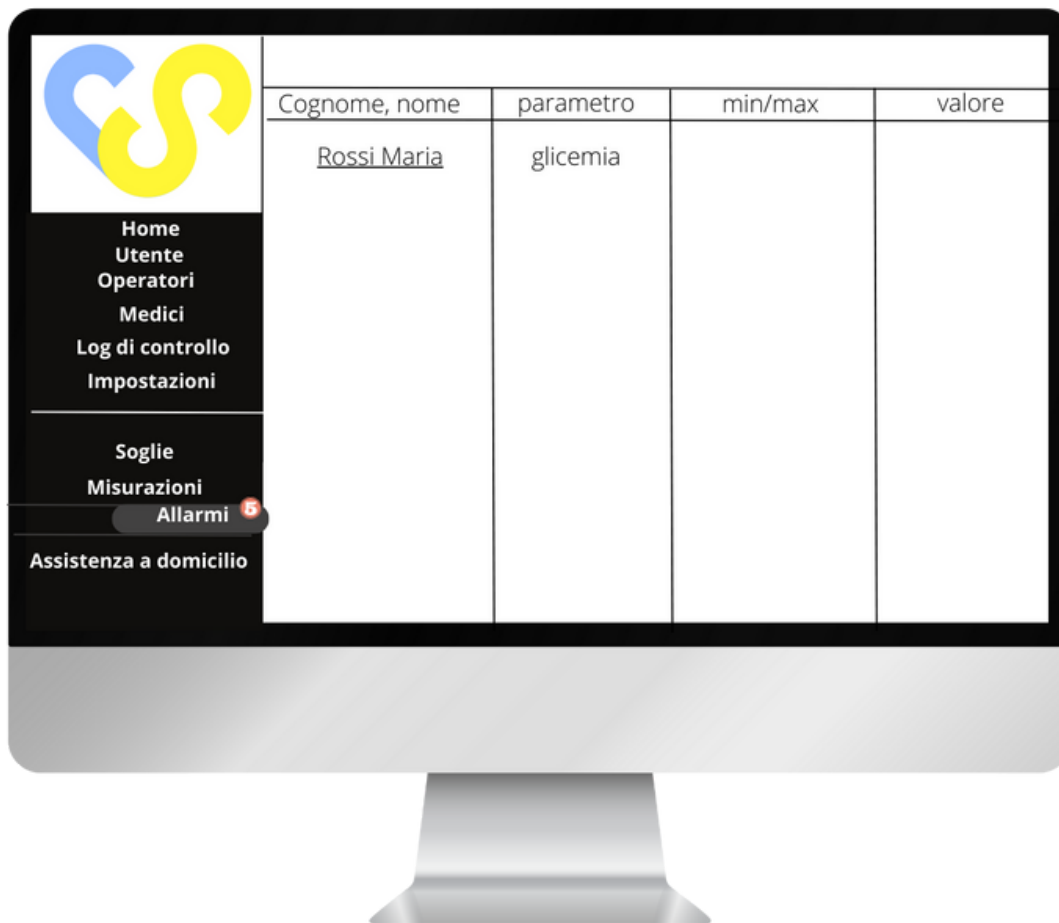 Cognome, nome parametro min/max valore
Rossi Maria glicemia
Home
Utente
Operatori
Medici
Log di controllo
Impostazioni
Soglie
Misurazioni
Allarmi 5
Assistenza a domicilio